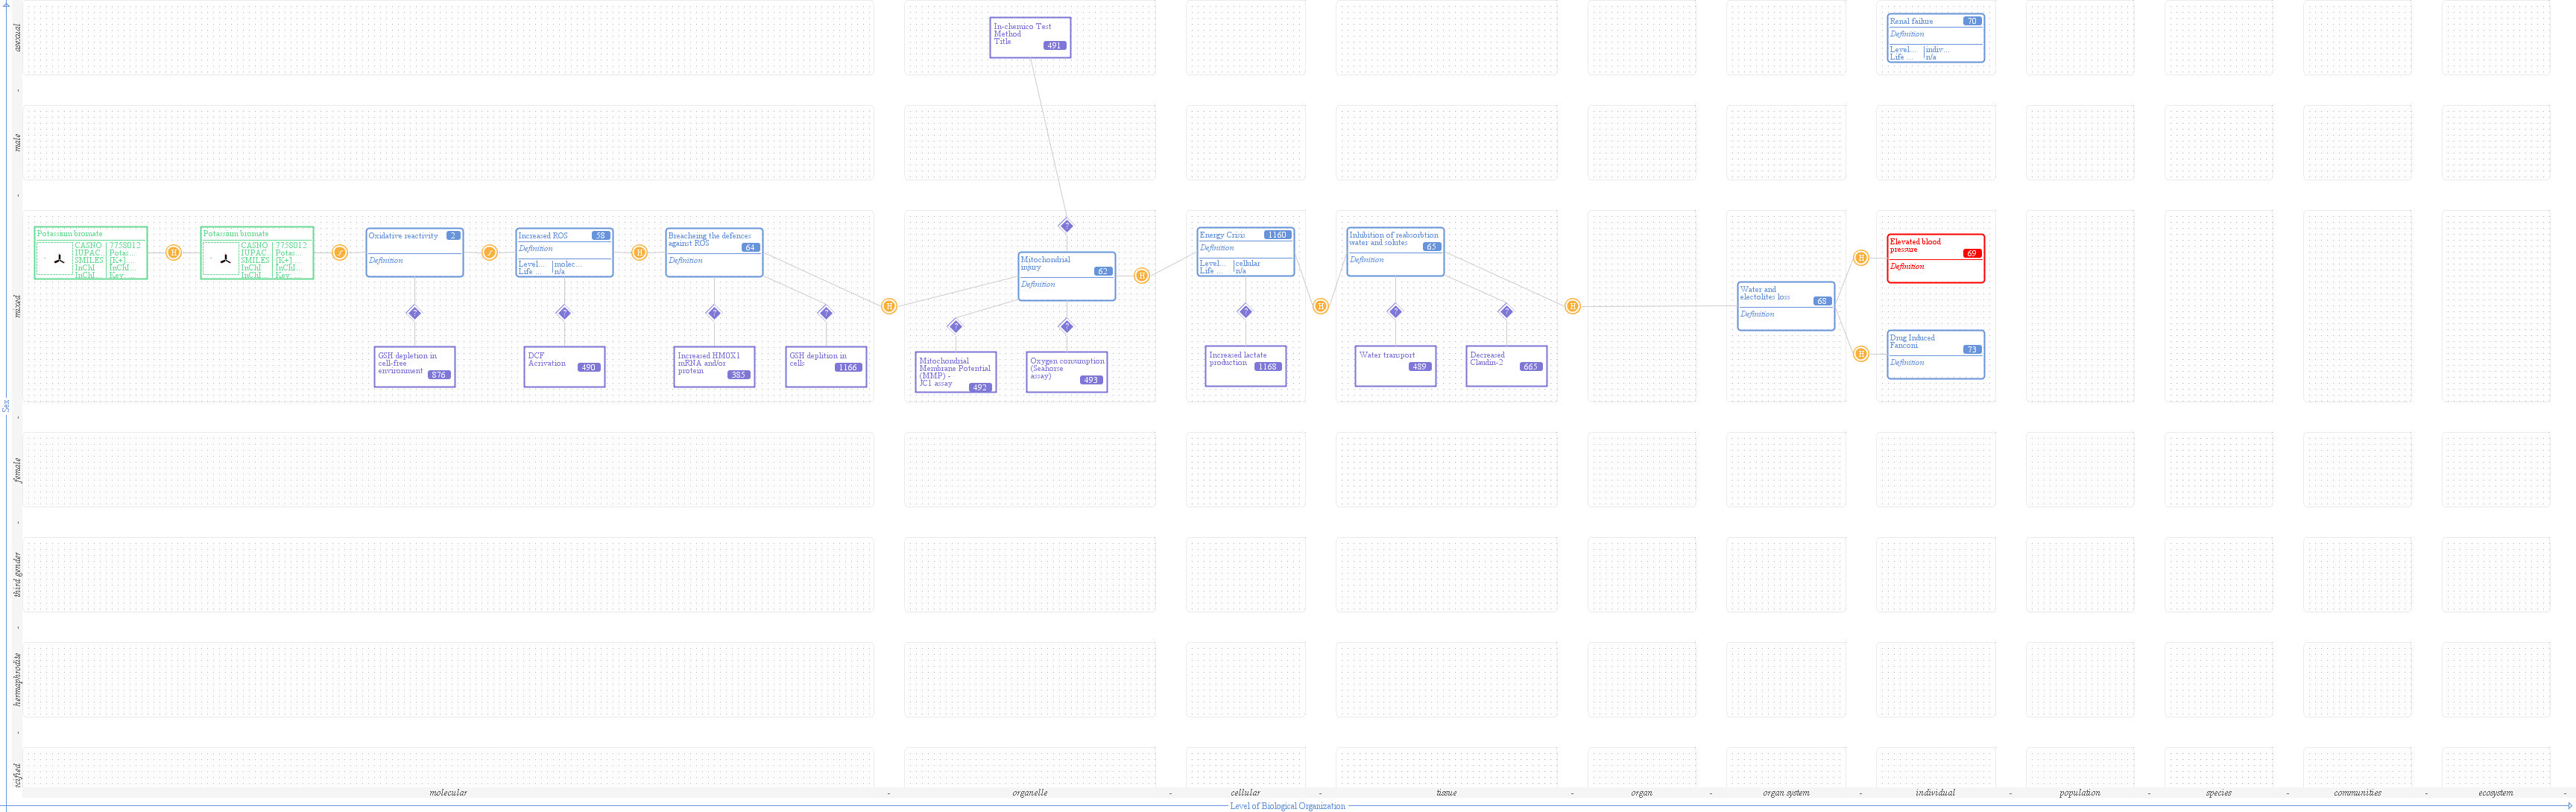 asexual
In-chemico Test
Method
Title
491
Renal failure 70
Definition
Level... indiv...
Life ... n/a
male
mixed
Potassium bromate
CASNO 7758012
IUPAC Potas...
SMILES [K+]....
InChI InChI...
InChI... Key...
H
Potassium bromate
CASNO 7758012
IUPAC Potas...
SMILES [K+]....
InChI InChI...
InChI... Key...
Oxidative reactivity 2
Definition
Increased ROS 58
Definition
Level... molec...
Life ... n/a
H
Breacheing the defences
against ROS 64
Definition
H
?
Mitochondrial
injury 62
Definition
H
Energy Crisis 1160
Definition
Level... cellular
Life ... n/a
H
Inhibition of reabsorbtion
water and solutes 65
Definition
H
Water and
electolites loss 68
Definition
H
Elevated blood
pressure 69
Definition
H
Drug Induced
Fanconi 73
Definition
?
GSH depletion in
cell-free
environment 876
?
DCF
Acrivation 490
?
Increased HMOX1
mRNA and/or
protein 385
?
GSH deplition in
cells 1166
?
Mitochondrial
Membrane Potential
(MMP) -
JC1 assay 492
?
Oxygen consumption
(Seahorse
assay) 493
?
Increased lactate
production 1168
?
Water transport
489
?
Decreased
Claudin-2 665
Sex
female
third gender
hermaphrodite
molecular - organelle - cellular - tissue - organ - organ system - individual - population - species - communities - ecosystem -
Level of Biological Organization